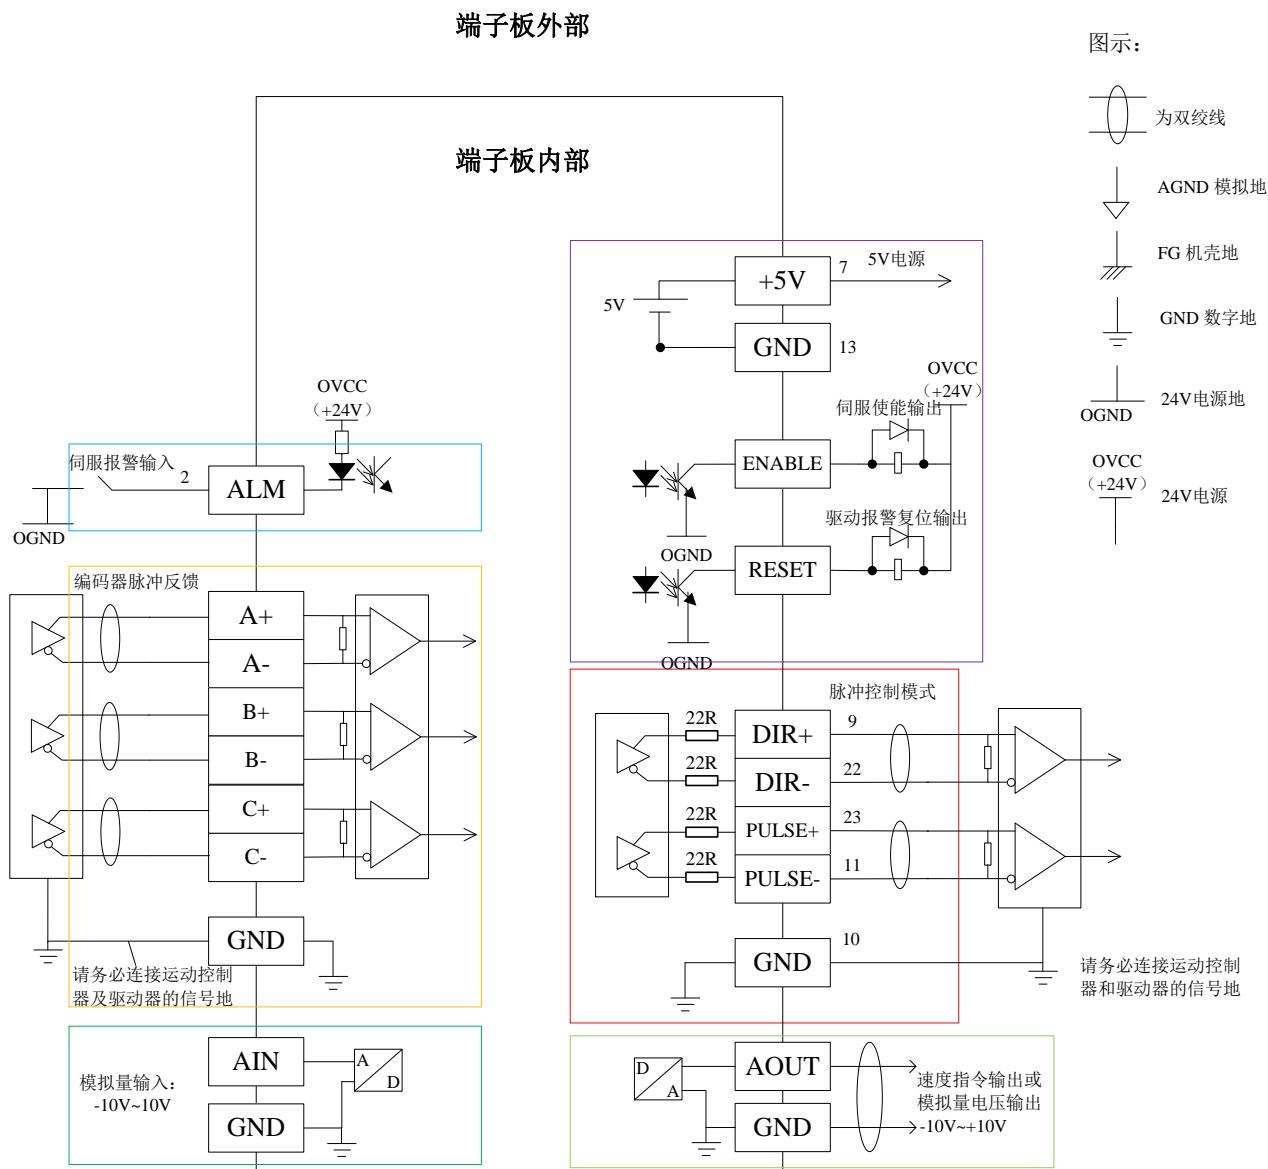 端子板外部
端子板内部
OVCC
（+24V）
伺服报警输入
2
ALM
OGND
编码器脉冲反馈
A+
A-
B+
B-
C+
C-
GND
请务必连接运动控制
器及驱动器的信号地
模拟量输入：
-10V~10V
AIN
GND
A
D
5V
+5V
7
5V电源
GND
13
OVCC
（+24V）
伺服使能输出
ENABLE
OGND
驱动报警复位输出
RESET
OGND
脉冲控制模式
22R
DIR+
9
22R
DIR-
22
22R
PULSE+
23
22R
PULSE-
11
GND
10
请务必连接运动控制
器和驱动器的信号地
D
A
AOUT
GND
速度指令输出或
模拟量电压输出
-10V~+10V
图示：
为双绞线
AGND 模拟地
FG 机壳地
GND 数字地
OGND
24V电源地
OVCC
（+24V）
24V电源